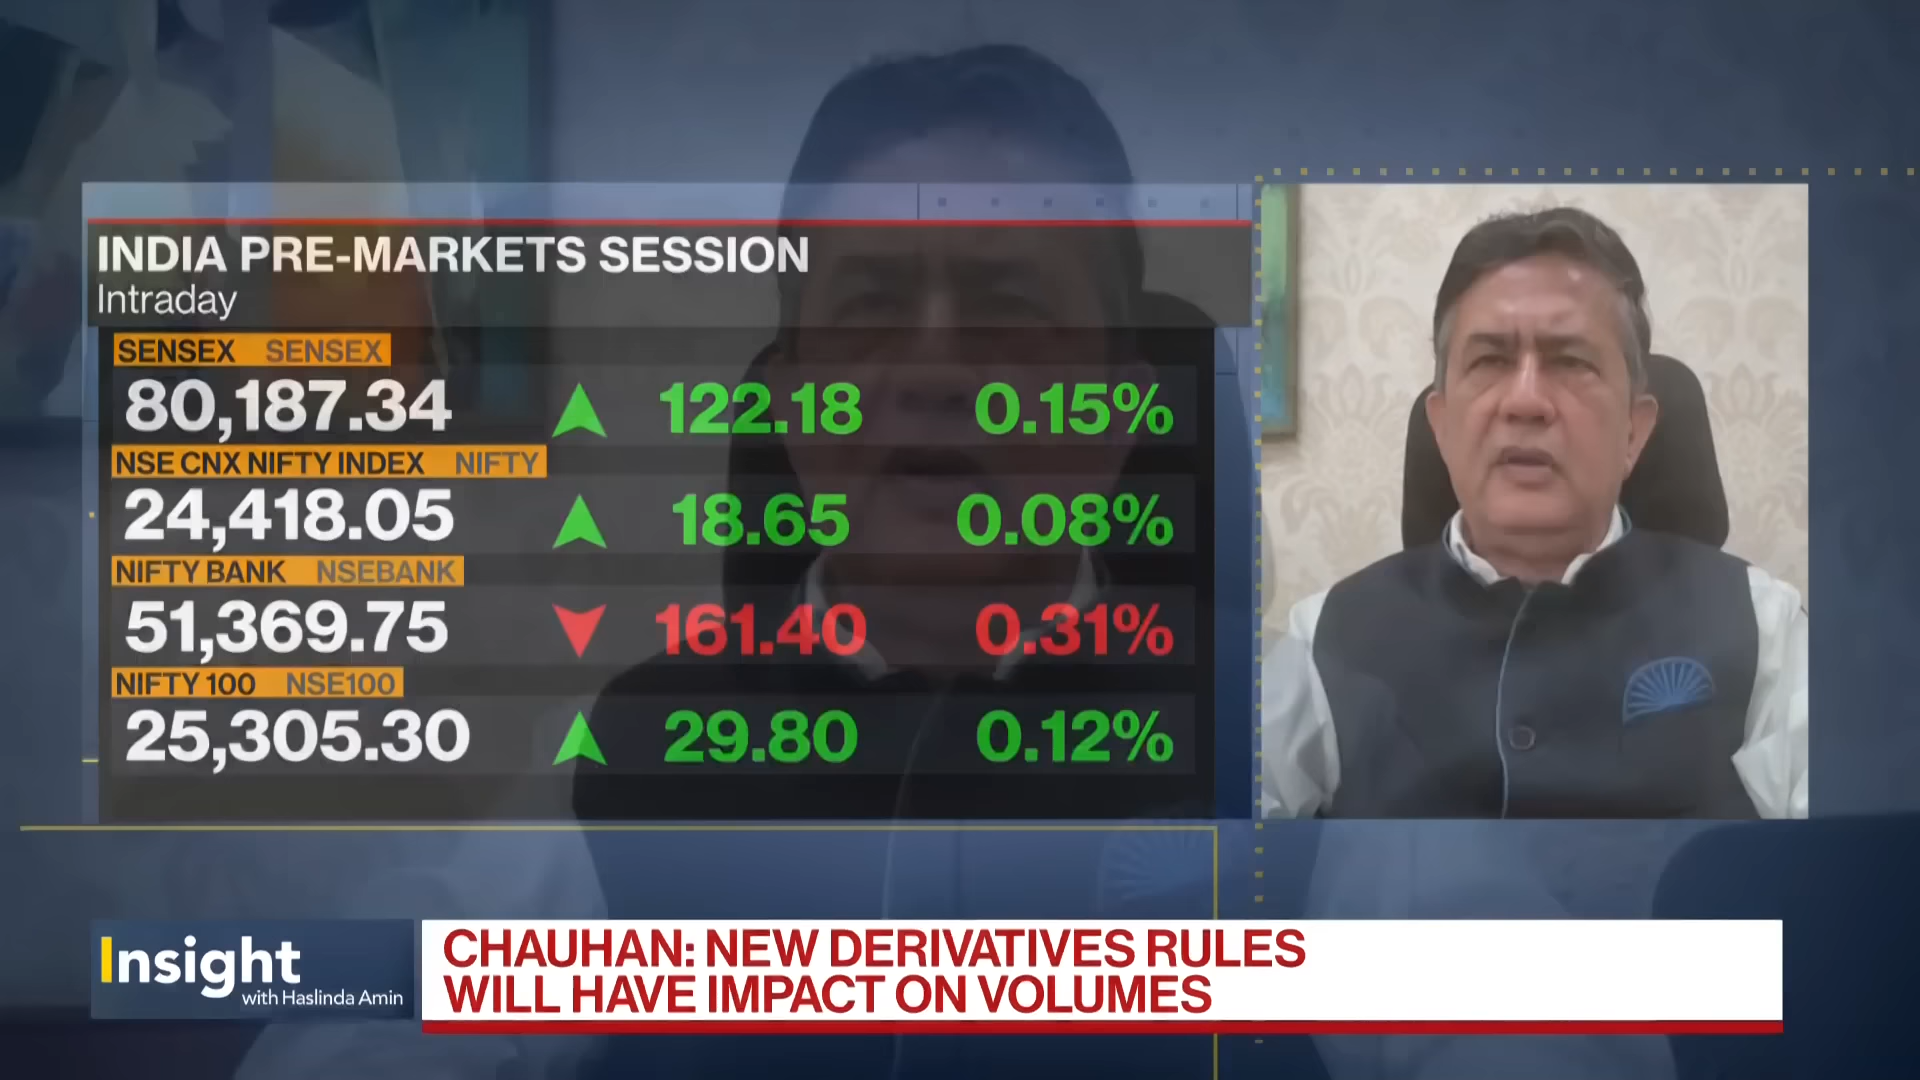 INDIA PRE-MARKETS SESSION
Intraday
SENSEX SENSEX
80,187.34 122.18 0.15%
NSE CNX NIFTY INDEX NIFTY
24,418.05 18.65 0.08%
NIFTY BANK NSEBANK
51,369.75 161.40 0.31%
NIFTY 100 NSE100
25,305.30 29.80 0.12%
Insight
with Haslinda Amin
CHAUHAN: NEW DERIVATIVES RULES
WILL HAVE IMPACT ON VOLUMES